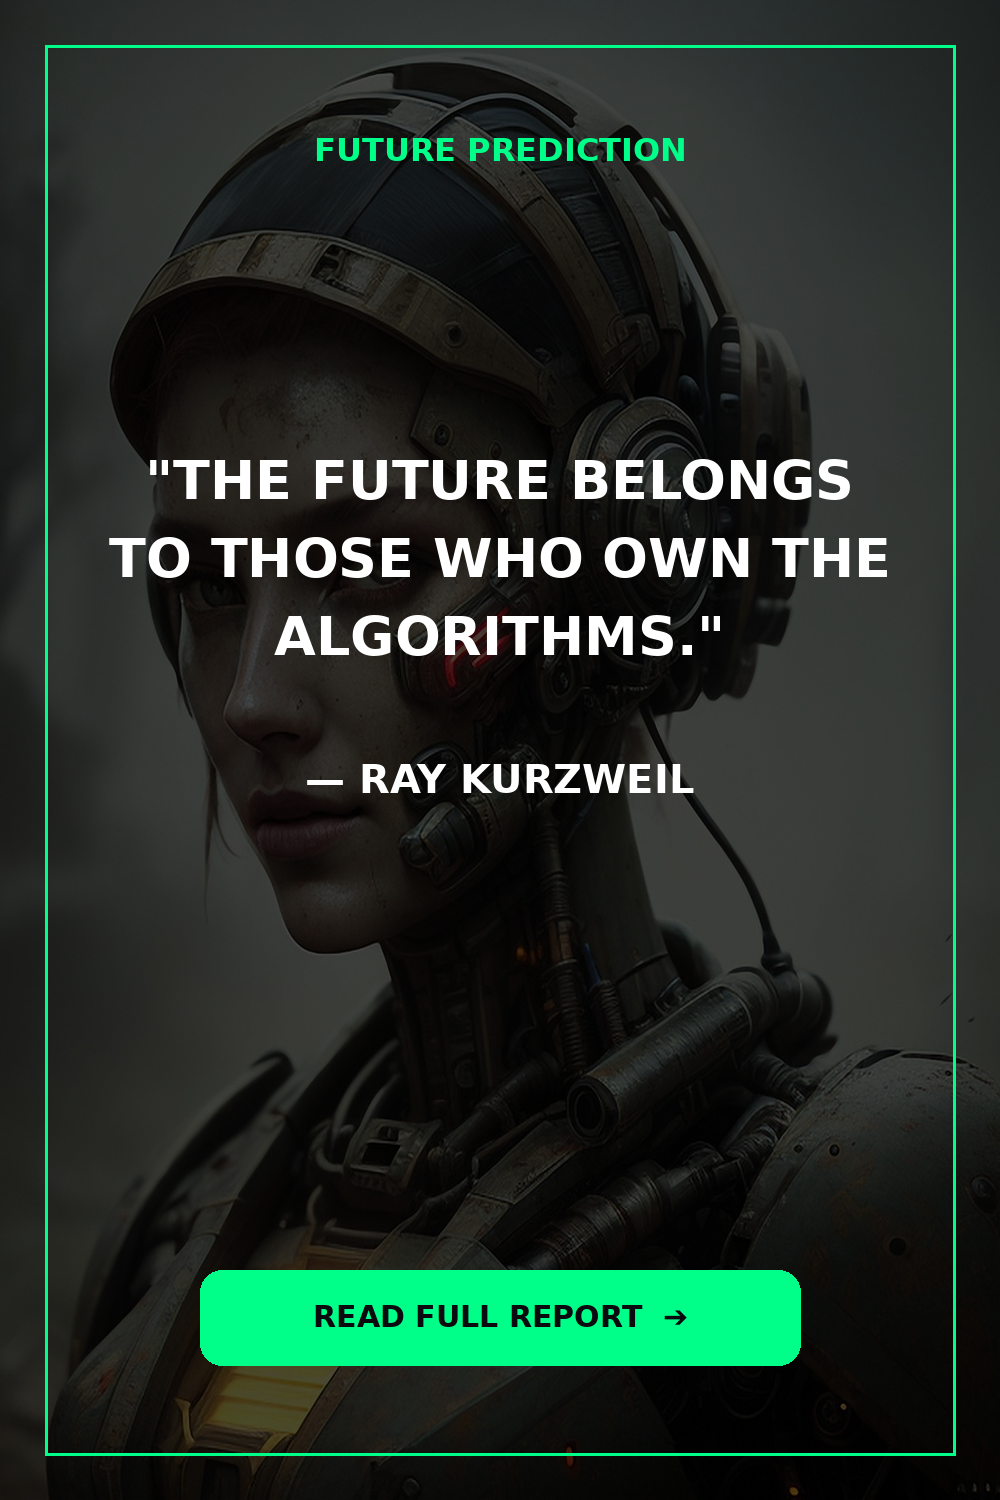 FUTURE PREDICTION
"THE FUTURE BELONGS
TO THOSE WHO OWN THE
ALGORITHMS."
— RAY KURZWEIL
READ FULL REPORT ➔